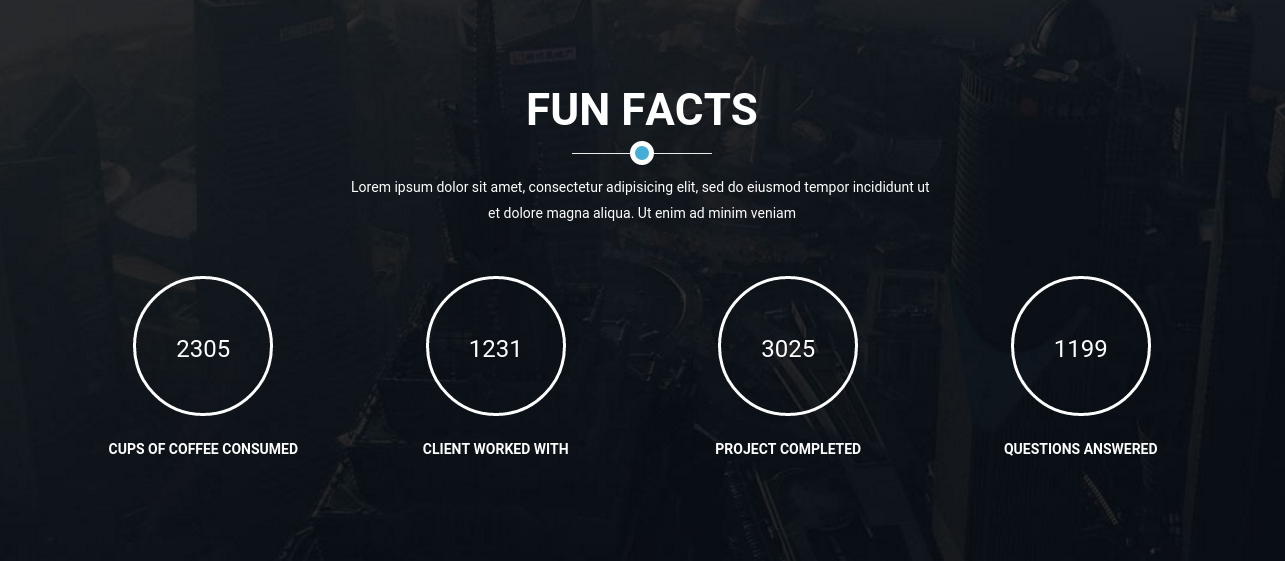 FUN FACTS
Lorem ipsum dolor sit amet, consectetur adipisicing elit, sed do eiusmod tempor incididunt ut
et dolore magna aliqua. Ut enim ad minim veniam
2305
1231
3025
1199
CUPS OF COFFEE CONSUMED
CLIENT WORKED WITH
PROJECT COMPLETED
QUESTIONS ANSWERED